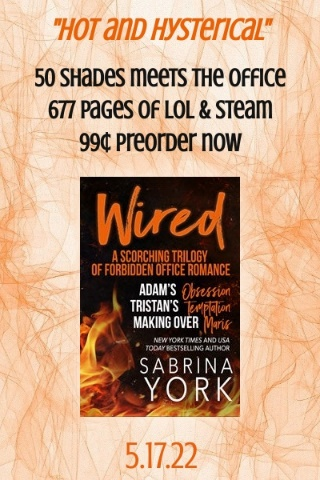 "Hot and Hysterical"
50 Shades meets The Office
677 pages of LOL & Steam
99¢ preorder now
Wired
A SCORCHING TRILOGY
OF FORBIDDEN OFFICE ROMANCE
ADAM'S Obsession
TRISTAN'S Temptation
MAKING OVER Maris
NEW YORK TIMES AND USA
TODAY BESTSELLING AUTHOR
SABRINA
YORK
5.17.22